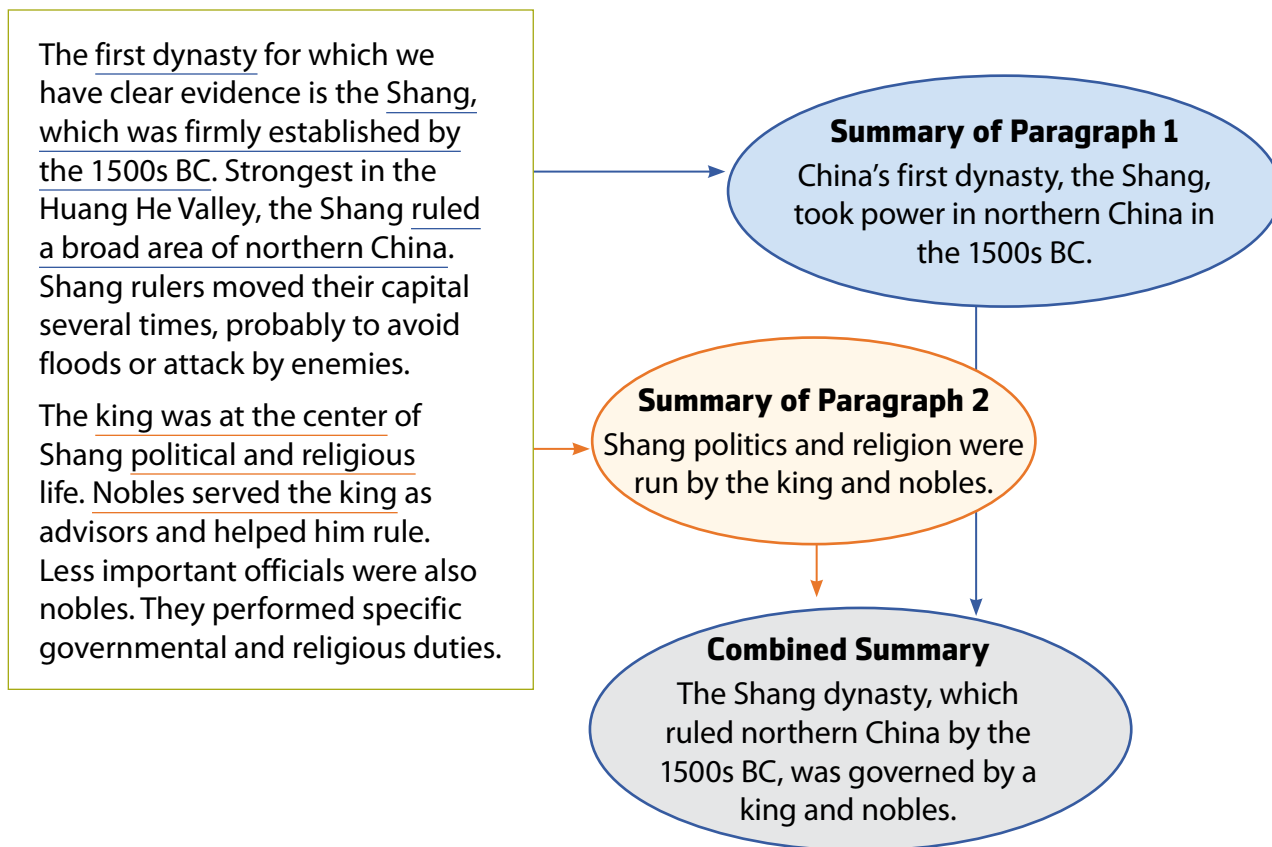 The first dynasty for which we
have clear evidence is the Shang,
which was firmly established by
the 1500s BC. Strongest in the
Huang He Valley, the Shang ruled
a broad area of northern China.
Shang rulers moved their capital
several times, probably to avoid
floods or attack by enemies.
The king was at the center of
Shang political and religious
life. Nobles served the king as
advisors and helped him rule.
Less important officials were also
nobles. They performed specific
governmental and religious duties.
Summary of Paragraph 1
China's first dynasty, the Shang,
took power in northern China in
the 1500s BC.
Summary of Paragraph 2
Shang politics and religion were
run by the king and nobles.
Combined Summary
The Shang dynasty, which
ruled northern China by the
1500s BC, was governed by a
king and nobles.